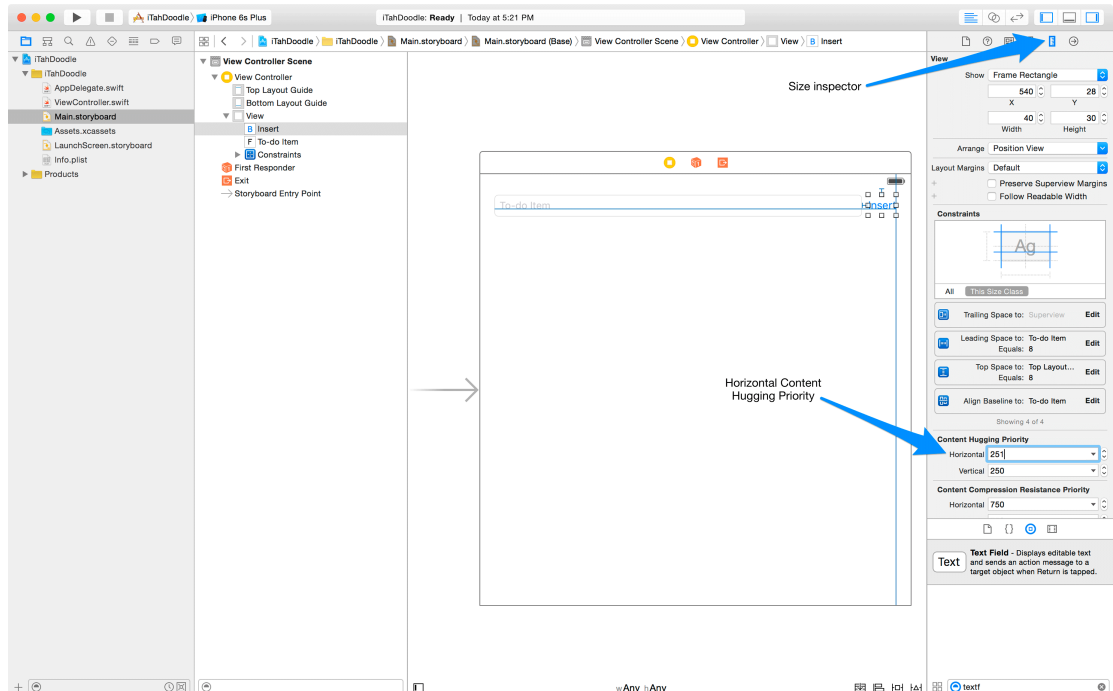 iTahDoodle iPhone 6s Plus
iTahDoodle: Ready | Today at 5:21 PM
iTahDoodle
iTahDoodle
AppDelegate.swift
ViewController.swift
Main.storyboard
Assets.xcassets
LaunchScreen.storyboard
Info.plist
Products
iTahDoodle iTahDoodle Main.storyboard Main.storyboard (Base) View Controller Scene View Controller View B Insert
View Controller Scene
View Controller
Top Layout Guide
Bottom Layout Guide
View
B Insert
F To-do Item
Constraints
First Responder
Exit
Storyboard Entry Point
Size inspector
To-do Item
Insert
Horizontal Content
Hugging Priority
wAny hAny
View
Show Frame Rectangle
540 28
X Y
40 30
Width Height
Arrange Position View
Layout Margins Default
Preserve Superview Margins
Follow Readable Width
Constraints
Ag
All This Size Class
Trailing Space to: Superview Edit
Leading Space to: To-do Item
Equals: 8
Edit
Top Space to: Top Layout...
Equals: 8
Edit
Align Baseline to: To-do Item Edit
Showing 4 of 4
Content Hugging Priority
Horizontal 251
Vertical 250
Content Compression Resistance Priority
Horizontal 750
{}
Text
Text Field - Displays editable text
and sends an action message to a
target object when Return is tapped.
textf